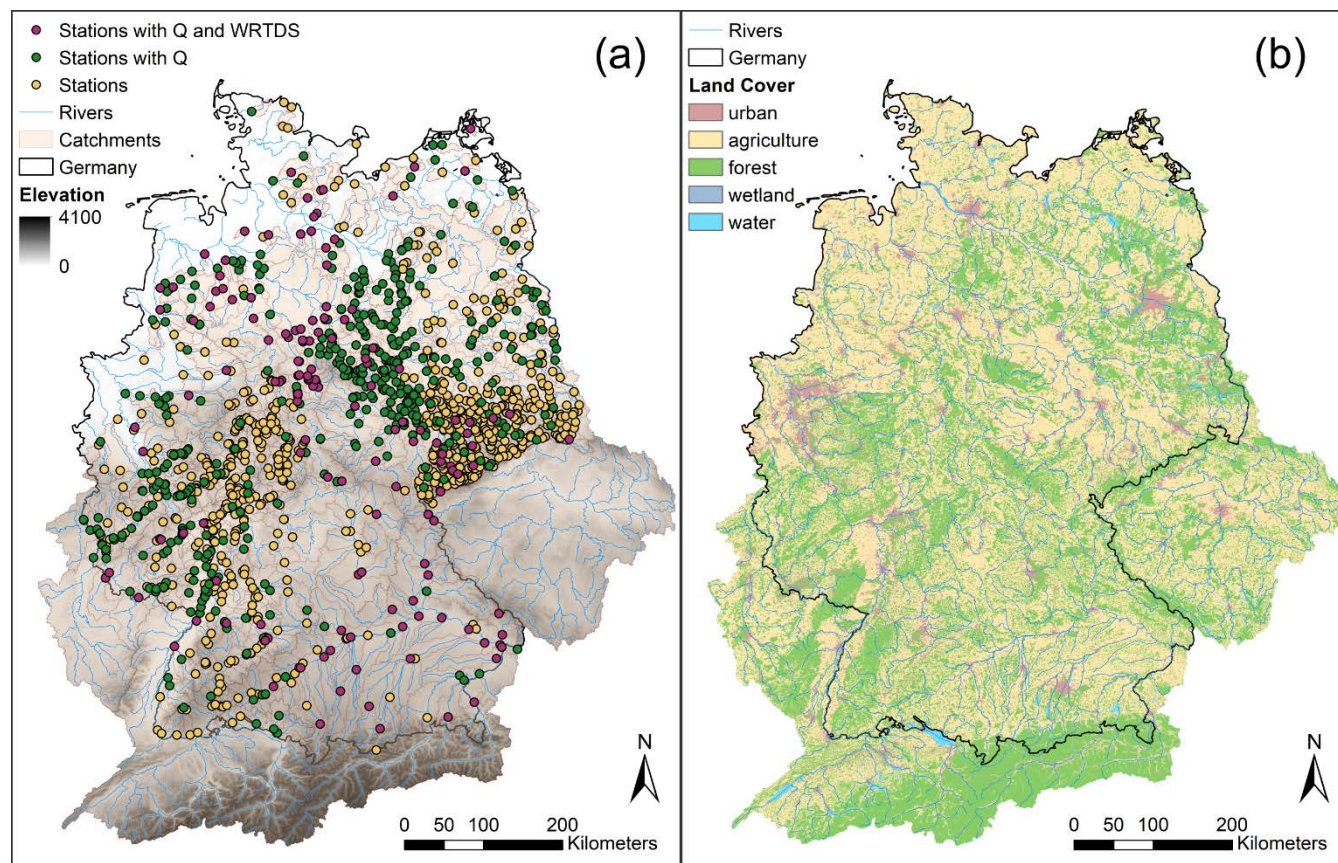 Stations with Q and WRTDS
Stations with Q
Stations
Rivers
Catchments
Germany
Elevation
4100
0
(a)
N
0 50 100 200
Kilometers
Rivers
Germany
Land Cover
urban
agriculture
forest
wetland
water
(b)
N
0 50 100 200
Kilometers